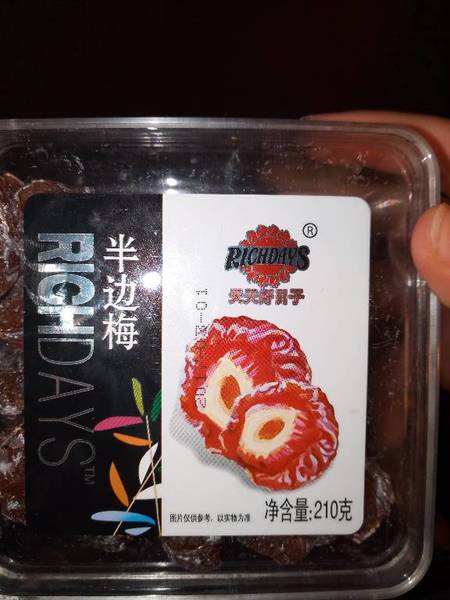 半边梅
RICHDAYS™
RICHDAYS®
天天好日子
图片仅供参考，以实物为准
净含量:210克